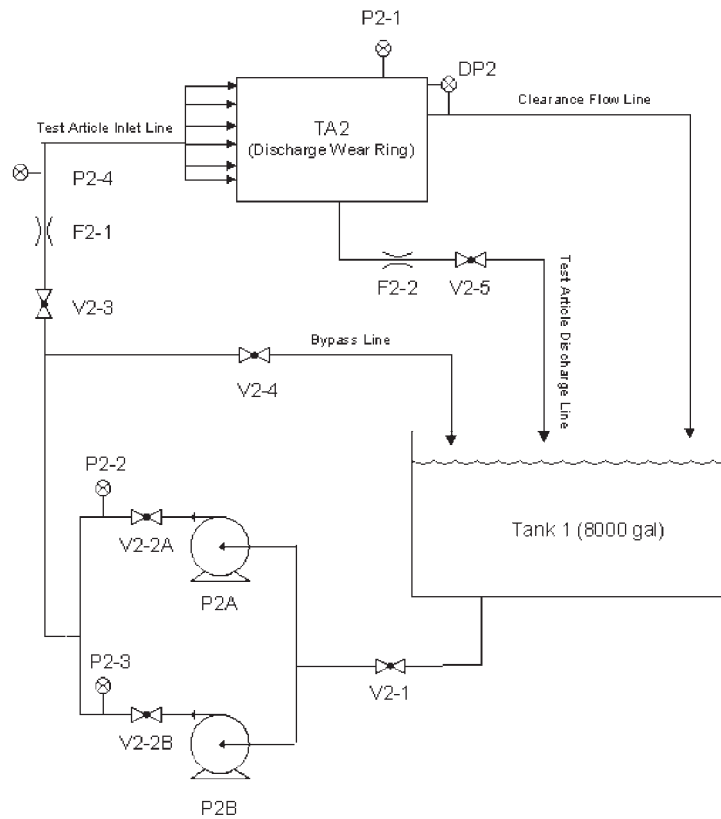 P2-1
DP2
Clearance Flow Line
TA2
(Discharge Wear Ring)
Test Article Inlet Line
P2-4
F2-1
F2-2
V2-5
V2-3
Test Article Discharge Line
Bypass Line
V2-4
P2-2
V2-2A
P2A
Tank 1 (8000 gal)
P2-3
V2-1
V2-2B
P2B